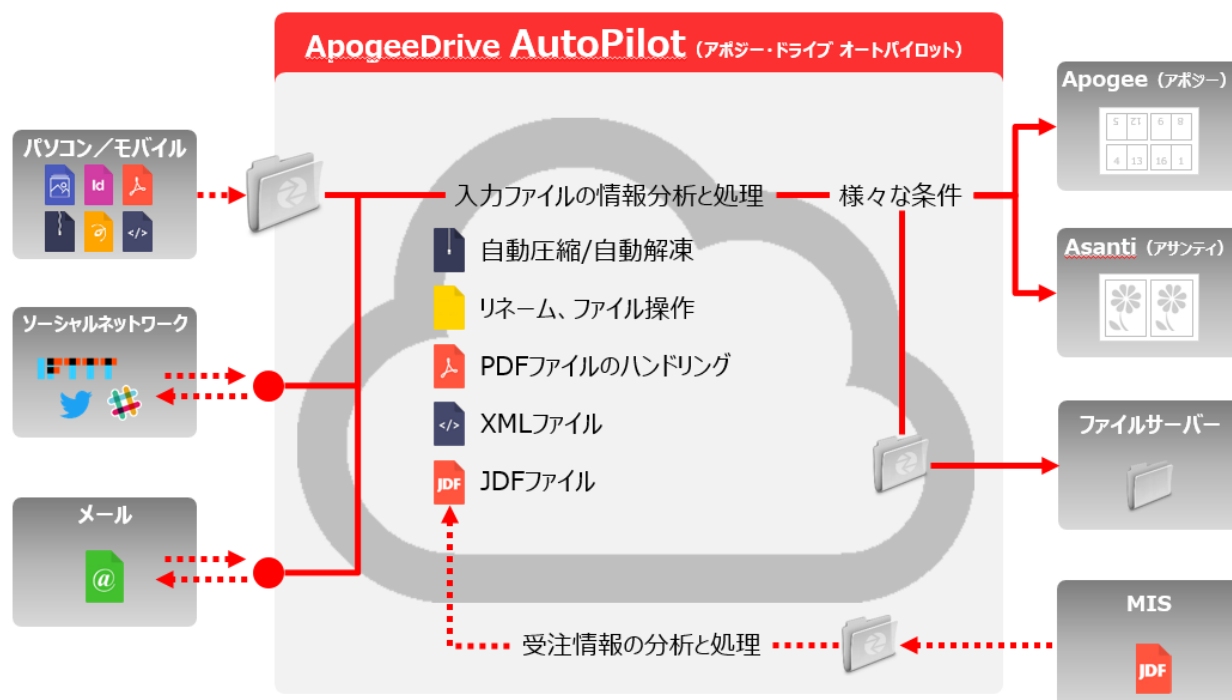 ApogeeDrive AutoPilot (アポジー・ドライブ オートパイロット)
パソコン／モバイル
Id
</>
ソーシャルネットワーク
IFTTT
メール
@
入力ファイルの情報分析と処理
様々な条件
自動圧縮/自動解凍
リネーム、ファイル操作
PDFファイルのハンドリング
</>
XMLファイル
JDF
JDFファイル
受注情報の分析と処理
Apogee (アポジー)
5 12 9 8
4 13 16 1
Asanti (アサンティ)
ファイルサーバー
MIS
JDF